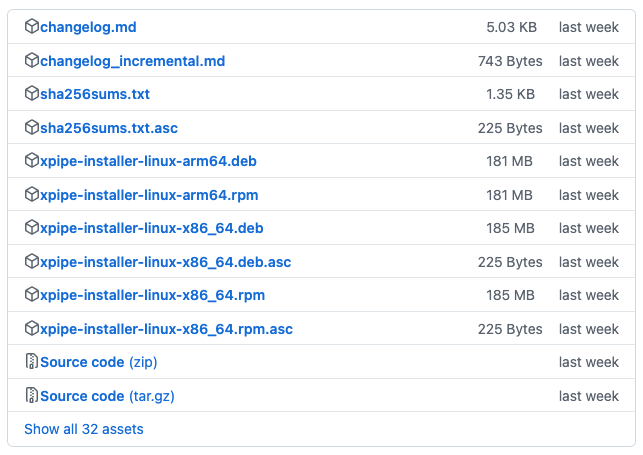 changelog.md 5.03 KB last week
changelog_incremental.md 743 Bytes last week
sha256sums.txt 1.35 KB last week
sha256sums.txt.asc 225 Bytes last week
xpipe-installer-linux-arm64.deb 181 MB last week
xpipe-installer-linux-arm64.rpm 181 MB last week
xpipe-installer-linux-x86_64.deb 185 MB last week
xpipe-installer-linux-x86_64.deb.asc 225 Bytes last week
xpipe-installer-linux-x86_64.rpm 185 MB last week
xpipe-installer-linux-x86_64.rpm.asc 225 Bytes last week
Source code (zip) last week
Source code (tar.gz) last week
Show all 32 assets